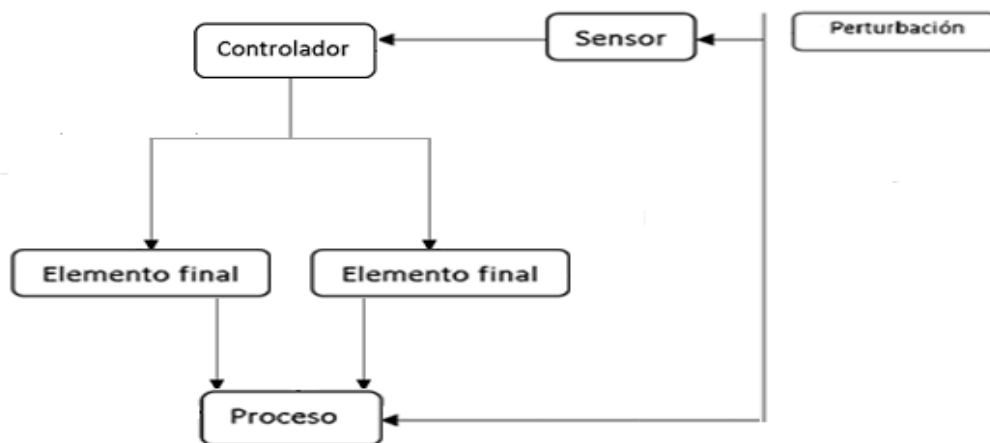 Controlador
Sensor
Perturbación
Elemento final
Elemento final
Proceso